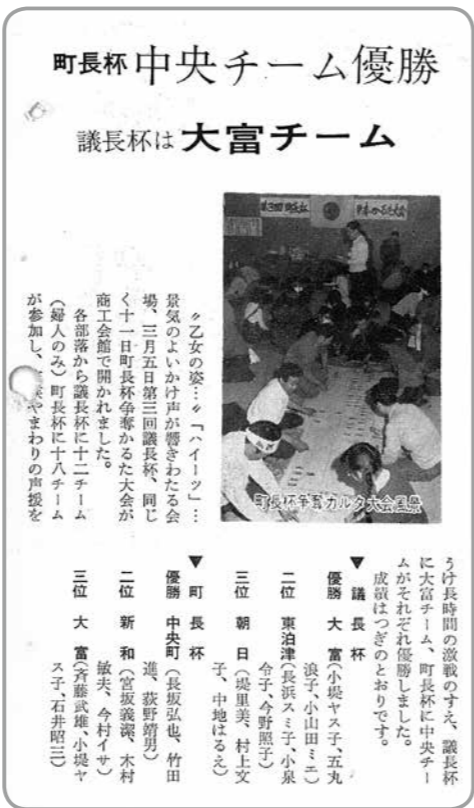 町長杯 中央チーム優勝
議長杯は 大富チーム
第3回
かるた大会
町長杯争奪カルタ大会風景
〝乙女の姿…〟「ハイーッ」…
景気のよいかけ声が響きわたる会
場、三月五日第三回議長杯、同じ
く十一日町長杯争奪かるた大会が
商工会館で開かれました。
各部落から議長杯に十二チーム
(婦人のみ)町長杯に十八チーム
が参加し、やまわりの声援を
うけ長時間の激戦のすえ、議長杯
に大富チーム、町長杯に中央チー
ムがそれぞれ優勝しました。
成績はつぎのとおりです。
▼議長杯
優勝 大富(小堤ヤス子、五丸
浪子、小山田ミエ)
二位 東泊津(長浜スミ子、小泉
令子、今野照子)
三位 朝日(堤里美、村上文
子、中地はるえ)
▼町長杯
優勝 中央町(長坂弘也、竹田
進、荻野靖男)
二位 新和(宮坂義潔、木村
敏夫、今村イサ)
三位 大富(斉藤武雄、小堤ヤ
ス子、石井昭三)